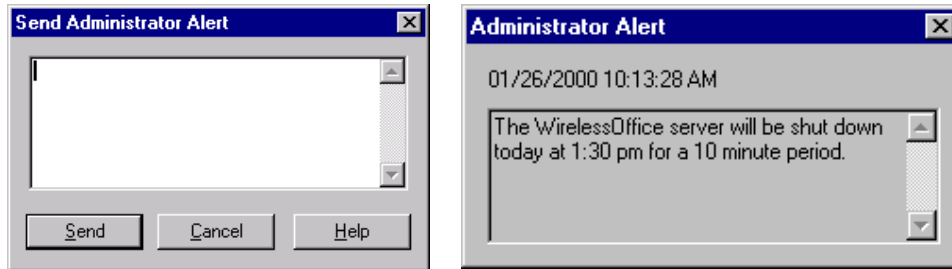 Send Administrator Alert
Send
Cancel
Help
Administrator Alert
01/26/2000 10:13:28 AM
The WirelessOffice server will be shut down
today at 1:30 pm for a 10 minute period.